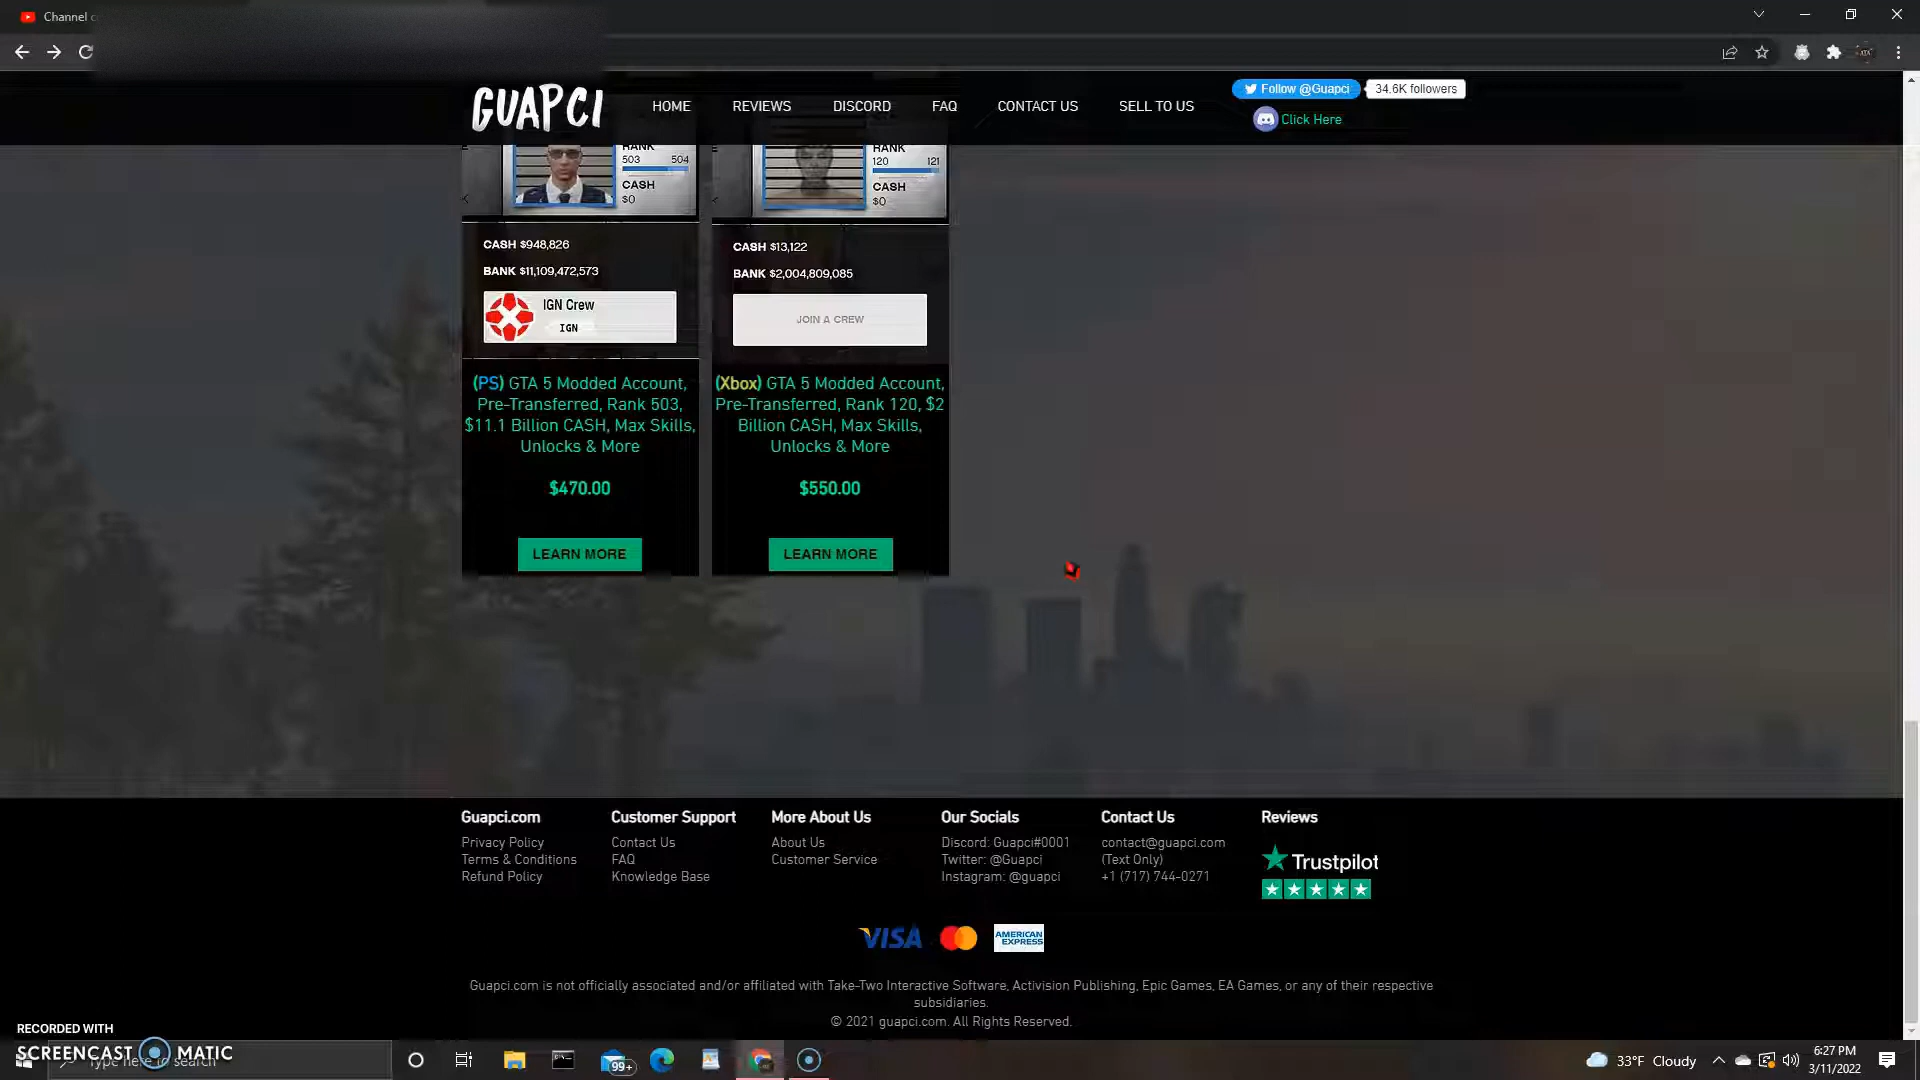 Channel c
GUAPCI
HOME
REVIEWS
DISCORD
FAQ
CONTACT US
SELL TO US
Follow @Guapci
34.6K followers
Click Here
RANK
503 504
CASH
$0
CASH $948,826
BANK $11,109,472,573
IGN Crew
IGN
(PS) GTA 5 Modded Account,
Pre-Transferred, Rank 503,
$11.1 Billion CASH, Max Skills,
Unlocks & More
$470.00
LEARN MORE
RANK
120 121
CASH
$0
CASH $13,122
BANK $2,004,809,085
JOIN A CREW
(Xbox) GTA 5 Modded Account,
Pre-Transferred, Rank 120, $2
Billion CASH, Max Skills,
Unlocks & More
$550.00
LEARN MORE
Guapci.com
Privacy Policy
Terms & Conditions
Refund Policy
Customer Support
Contact Us
FAQ
Knowledge Base
More About Us
About Us
Customer Service
Our Socials
Discord: Guapci#0001
Twitter: @Guapci
Instagram: @guapci
Contact Us
contact@guapci.com
(Text Only)
+1 (717) 744-0271
Reviews
Trustpilot
VISA
AMERICAN
EXPRESS
Guapci.com is not officially associated and/or affiliated with Take-Two Interactive Software, Activision Publishing, Epic Games, EA Games, or any of their respective
subsidiaries.
© 2021 guapci.com. All Rights Reserved.
RECORDED WITH
SCREENCAST MATIC
Type here to search
99+
33°F Cloudy
6:27 PM
3/11/2022